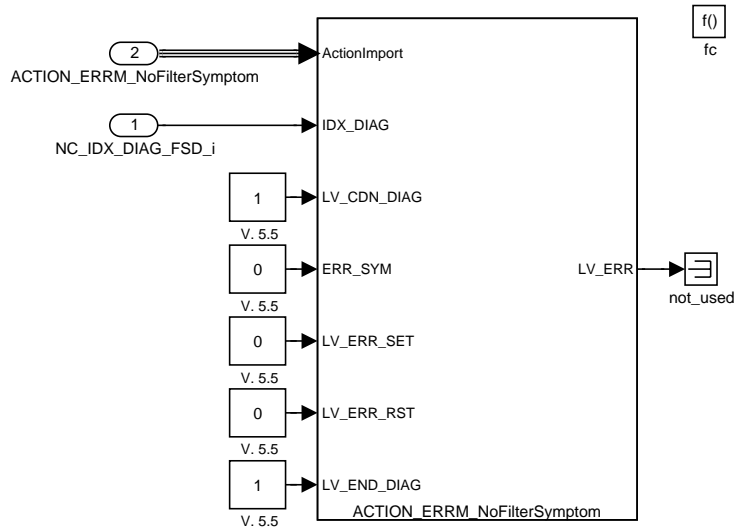 f()
fc
2
ActionImport
ACTION_ERRM_NoFilterSymptom
1
IDX_DIAG
NC_IDX_DIAG_FSD_i
1
LV_CDN_DIAG
V. 5.5
0
ERR_SYM
LV_ERR
V. 5.5
not_used
0
LV_ERR_SET
V. 5.5
0
LV_ERR_RST
V. 5.5
1
LV_END_DIAG
V. 5.5
ACTION_ERRM_NoFilterSymptom